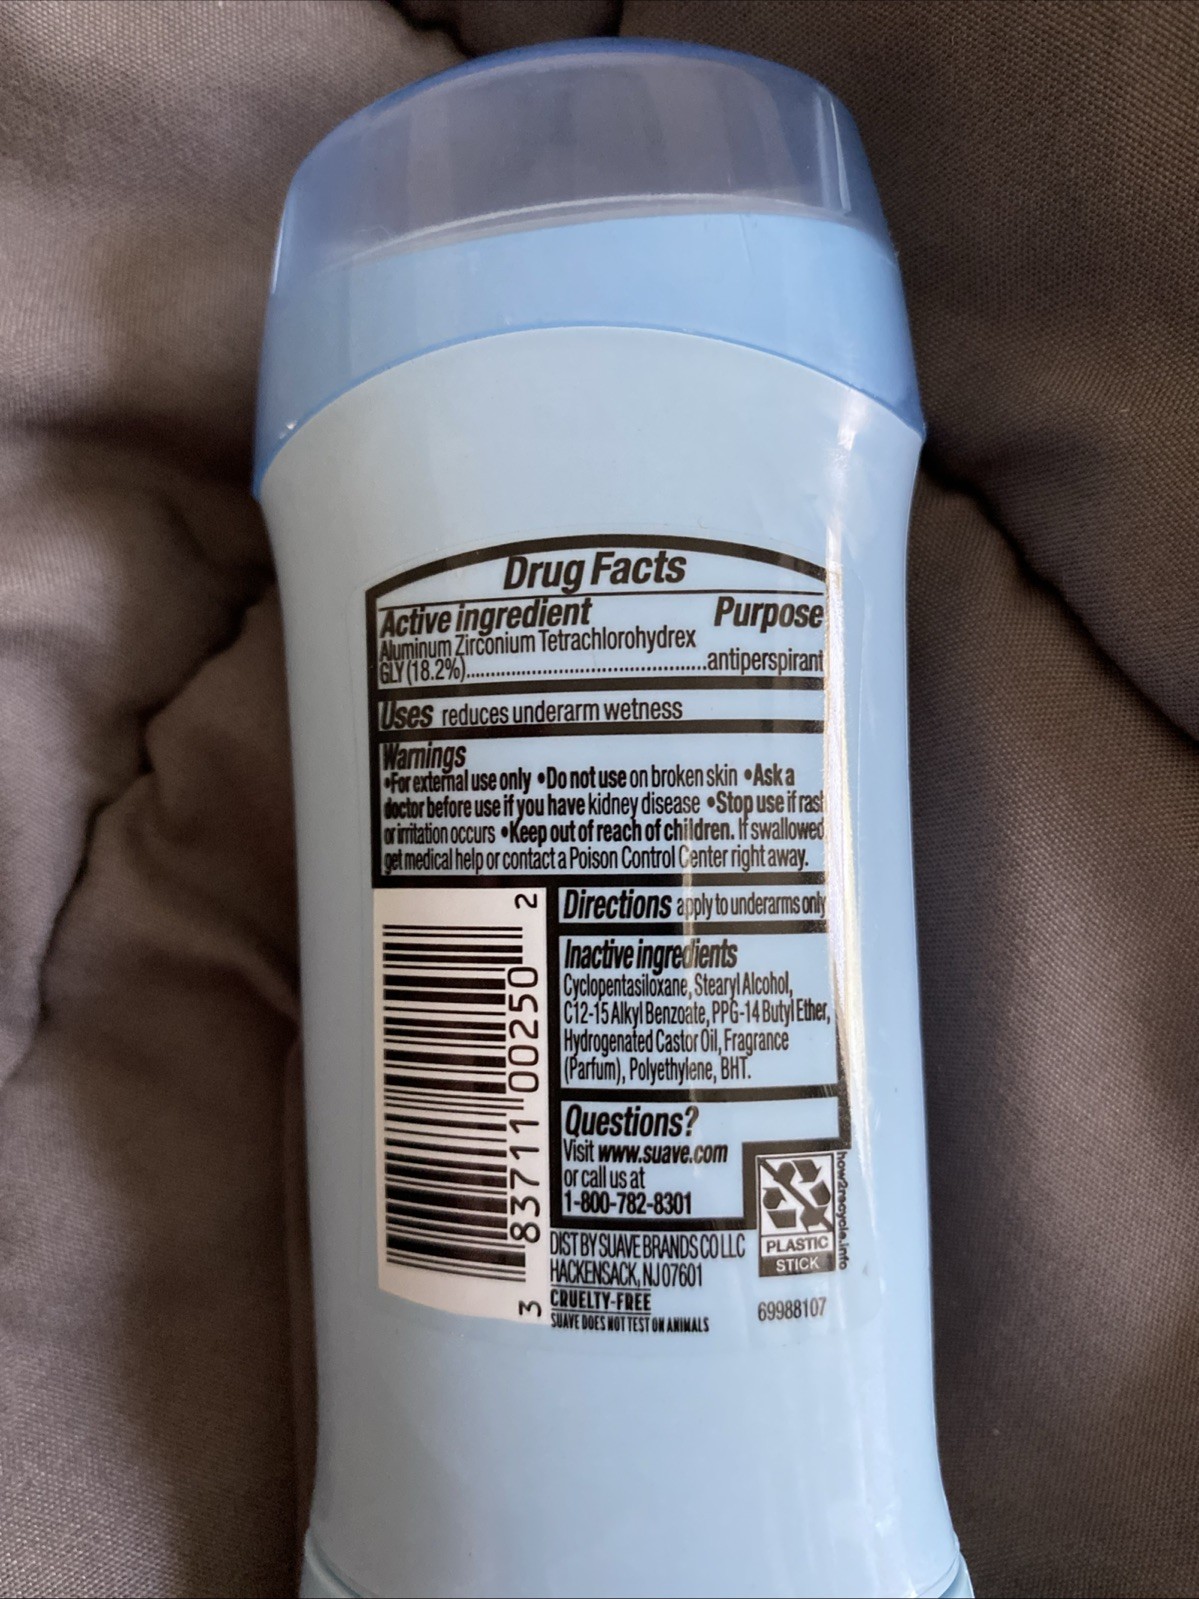 Drug Facts
Active ingredient Purpose
Aluminum Zirconium Tetrachlorohydrex
GLY (18.2%)..........................................antiperspirant
Uses reduces underarm wetness
Warnings
•For external use only •Do not use on broken skin •Ask a
doctor before use if you have kidney disease •Stop use if rash
or irritation occurs •Keep out of reach of children. If swallowed,
get medical help or contact a Poison Control Center right away.
Directions apply to underarms only
Inactive ingredients
Cyclopentasiloxane, Stearyl Alcohol,
C12-15 Alkyl Benzoate, PPG-14 Butyl Ether,
Hydrogenated Castor Oil, Fragrance
(Parfum), Polyethylene, BHT.
Questions?
Visit www.suave.com
or call us at
1-800-782-8301
3 83711 00250 2
how2recycle.info
PLASTIC
STICK
DIST BY SUAVE BRANDS CO LLC
HACKENSACK, NJ 07601
CRUELTY-FREE
SUAVE DOES NOT TEST ON ANIMALS
69988107